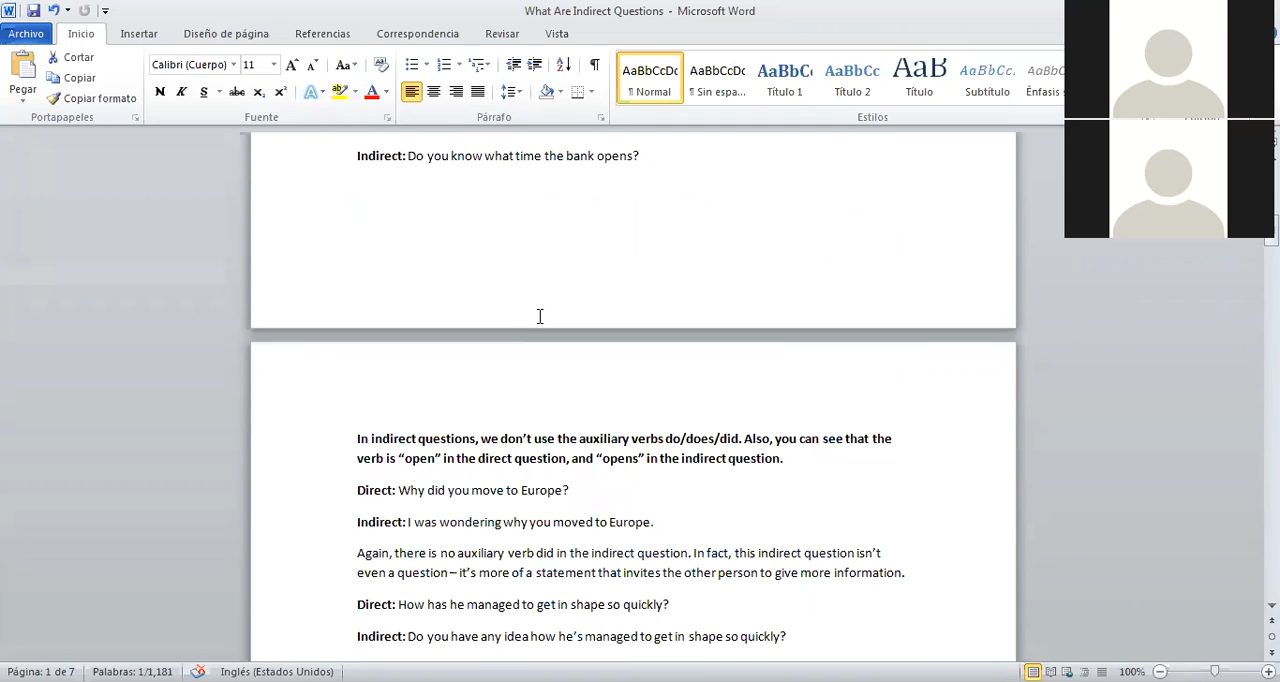 What Are Indirect Questions - Microsoft Word
Archivo Inicio Insertar Diseño de página Referencias Correspondencia Revisar Vista
Pegar
Cortar
Copiar
Copiar formato
Portapapeles
Calibri (Cuerpo) 11
Fuente
Párrafo
AaBbCcDc AaBbCcDc AaBbC AaBbCc AaB AaBbCc. AaBbCc
¶ Normal ¶ Sin espa... Título 1 Título 2 Título Subtítulo Énfasis
Estilos
Indirect: Do you know what time the bank opens?
In indirect questions, we don’t use the auxiliary verbs do/does/did. Also, you can see that the
verb is “open” in the direct question, and “opens” in the indirect question.
Direct: Why did you move to Europe?
Indirect: I was wondering why you moved to Europe.
Again, there is no auxiliary verb did in the indirect question. In fact, this indirect question isn’t
even a question – it’s more of a statement that invites the other person to give more information.
Direct: How has he managed to get in shape so quickly?
Indirect: Do you have any idea how he’s managed to get in shape so quickly?
Página: 1 de 7 Palabras: 1/1,181 Inglés (Estados Unidos) 100%